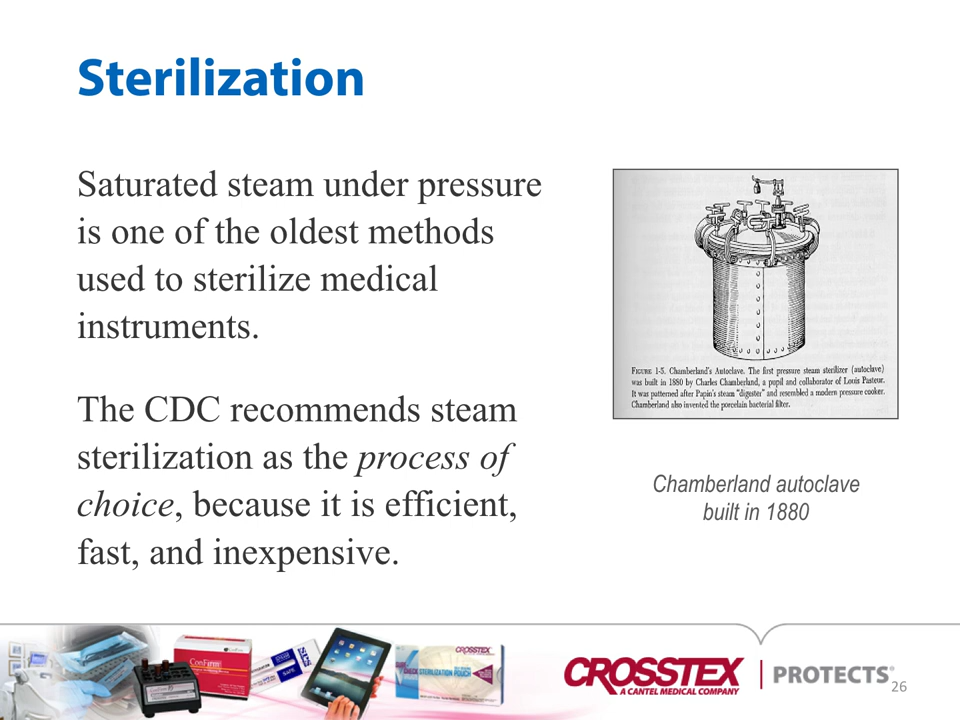 Sterilization
Saturated steam under pressure
is one of the oldest methods
used to sterilize medical
instruments.
The CDC recommends steam
sterilization as the process of
choice, because it is efficient,
fast, and inexpensive.
FIGURE 1-5. Chamberland's Autoclave. The first pressure steam sterilizer (autoclave)
was built in 1880 by Charles Chamberland, a pupil and collaborator of Louis Pasteur.
It was patterned after Papin's steam "digester" and resembled a modern pressure cooker.
Chamberland also invented the porcelain bacterial filter.
Chamberland autoclave
built in 1880
ConFirm
SAFE
STERILIZATION POUCH
CROSSTEX
A CANTEL MEDICAL COMPANY
PROTECTS®
26